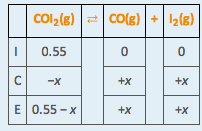 COI₂(g) ⇄ CO(g) + I₂(g)
I 0.55 0 0
C −x +x +x
E 0.55 − x +x +x